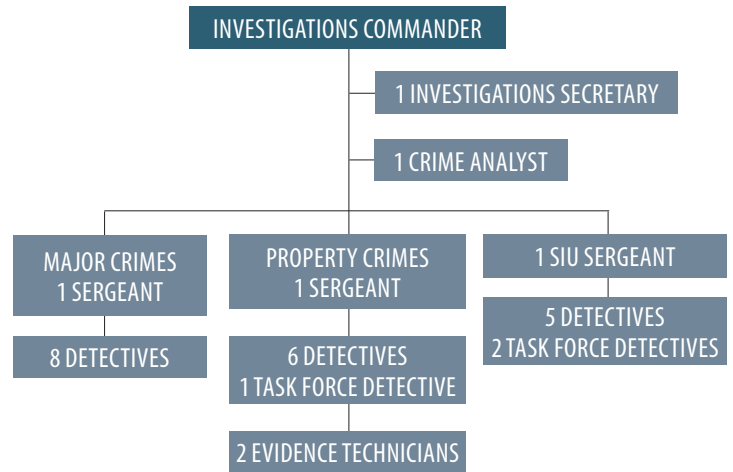 INVESTIGATIONS COMMANDER
1 INVESTIGATIONS SECRETARY
1 CRIME ANALYST
MAJOR CRIMES
1 SERGEANT
8 DETECTIVES
PROPERTY CRIMES
1 SERGEANT
6 DETECTIVES
1 TASK FORCE DETECTIVE
2 EVIDENCE TECHNICIANS
1 SIU SERGEANT
5 DETECTIVES
2 TASK FORCE DETECTIVES